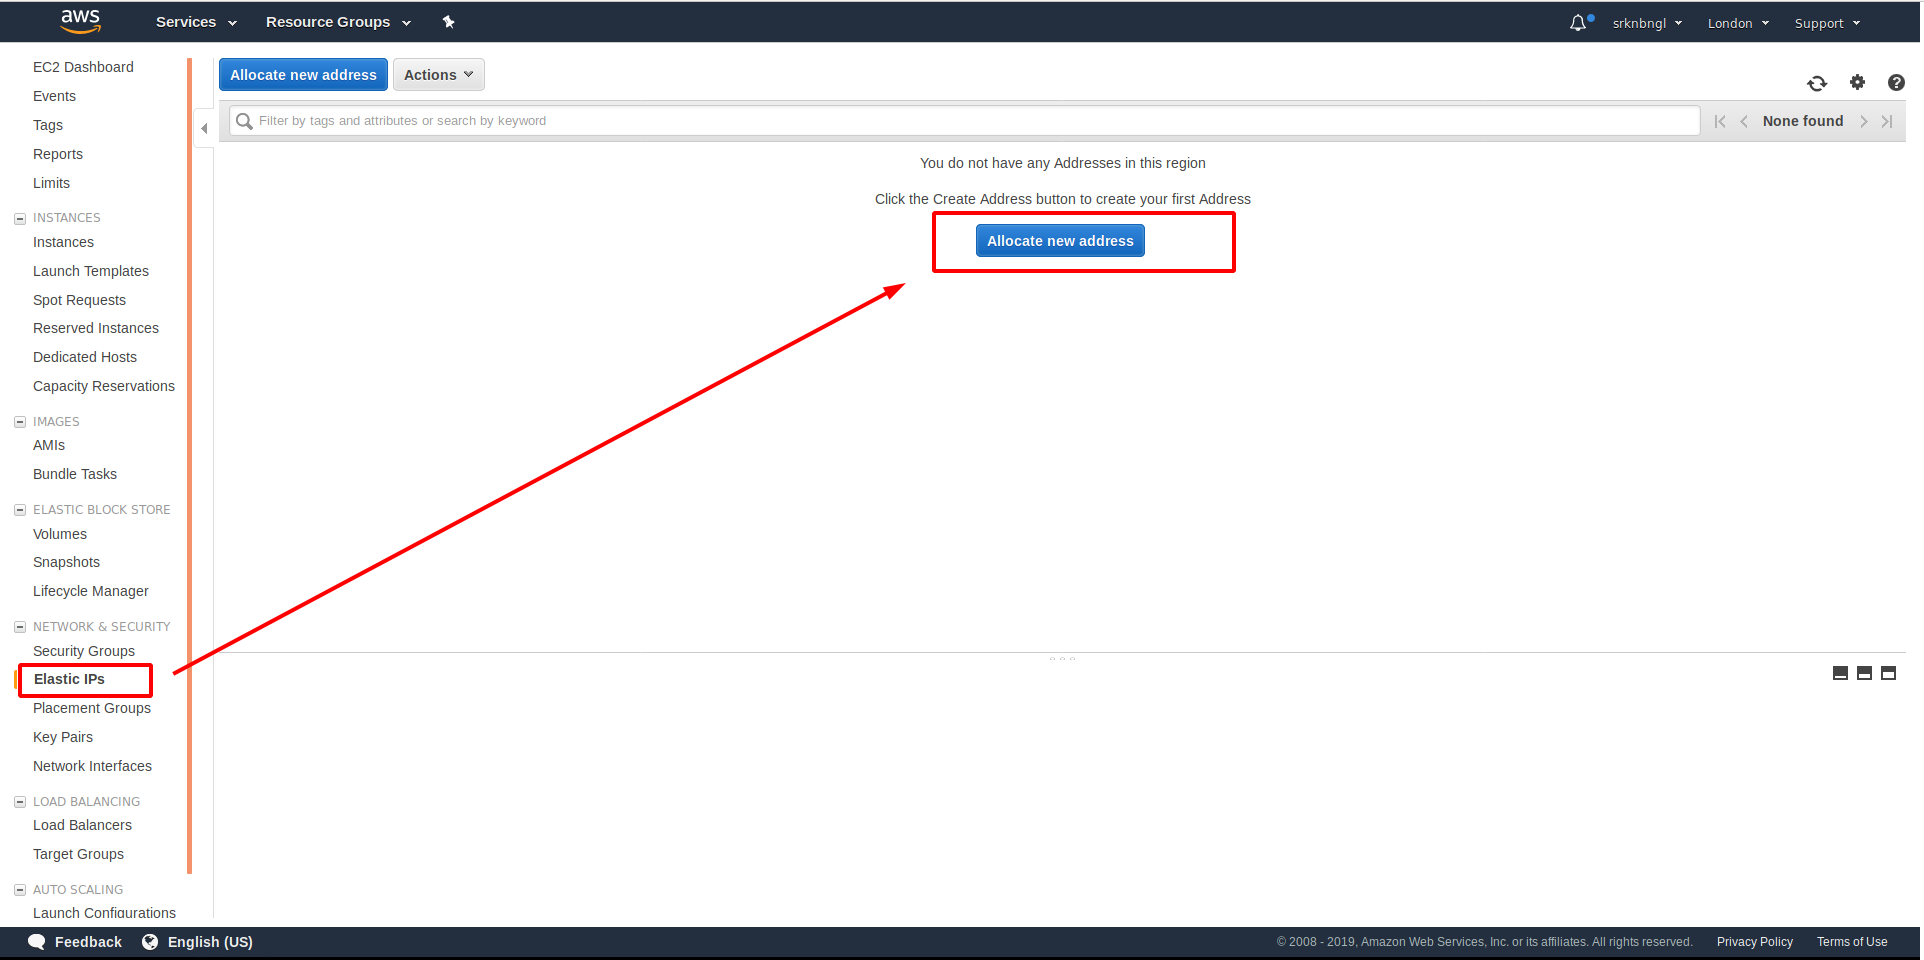 aws
Services
Resource Groups
srknbngl
London
Support
EC2 Dashboard
Events
Tags
Reports
Limits
INSTANCES
Instances
Launch Templates
Spot Requests
Reserved Instances
Dedicated Hosts
Capacity Reservations
IMAGES
AMIs
Bundle Tasks
ELASTIC BLOCK STORE
Volumes
Snapshots
Lifecycle Manager
NETWORK & SECURITY
Security Groups
Elastic IPs
Placement Groups
Key Pairs
Network Interfaces
LOAD BALANCING
Load Balancers
Target Groups
AUTO SCALING
Launch Configurations
Allocate new address
Actions
Filter by tags and attributes or search by keyword
None found
You do not have any Addresses in this region
Click the Create Address button to create your first Address
Allocate new address
Feedback
English (US)
© 2008 - 2019, Amazon Web Services, Inc. or its affiliates. All rights reserved.
Privacy Policy
Terms of Use